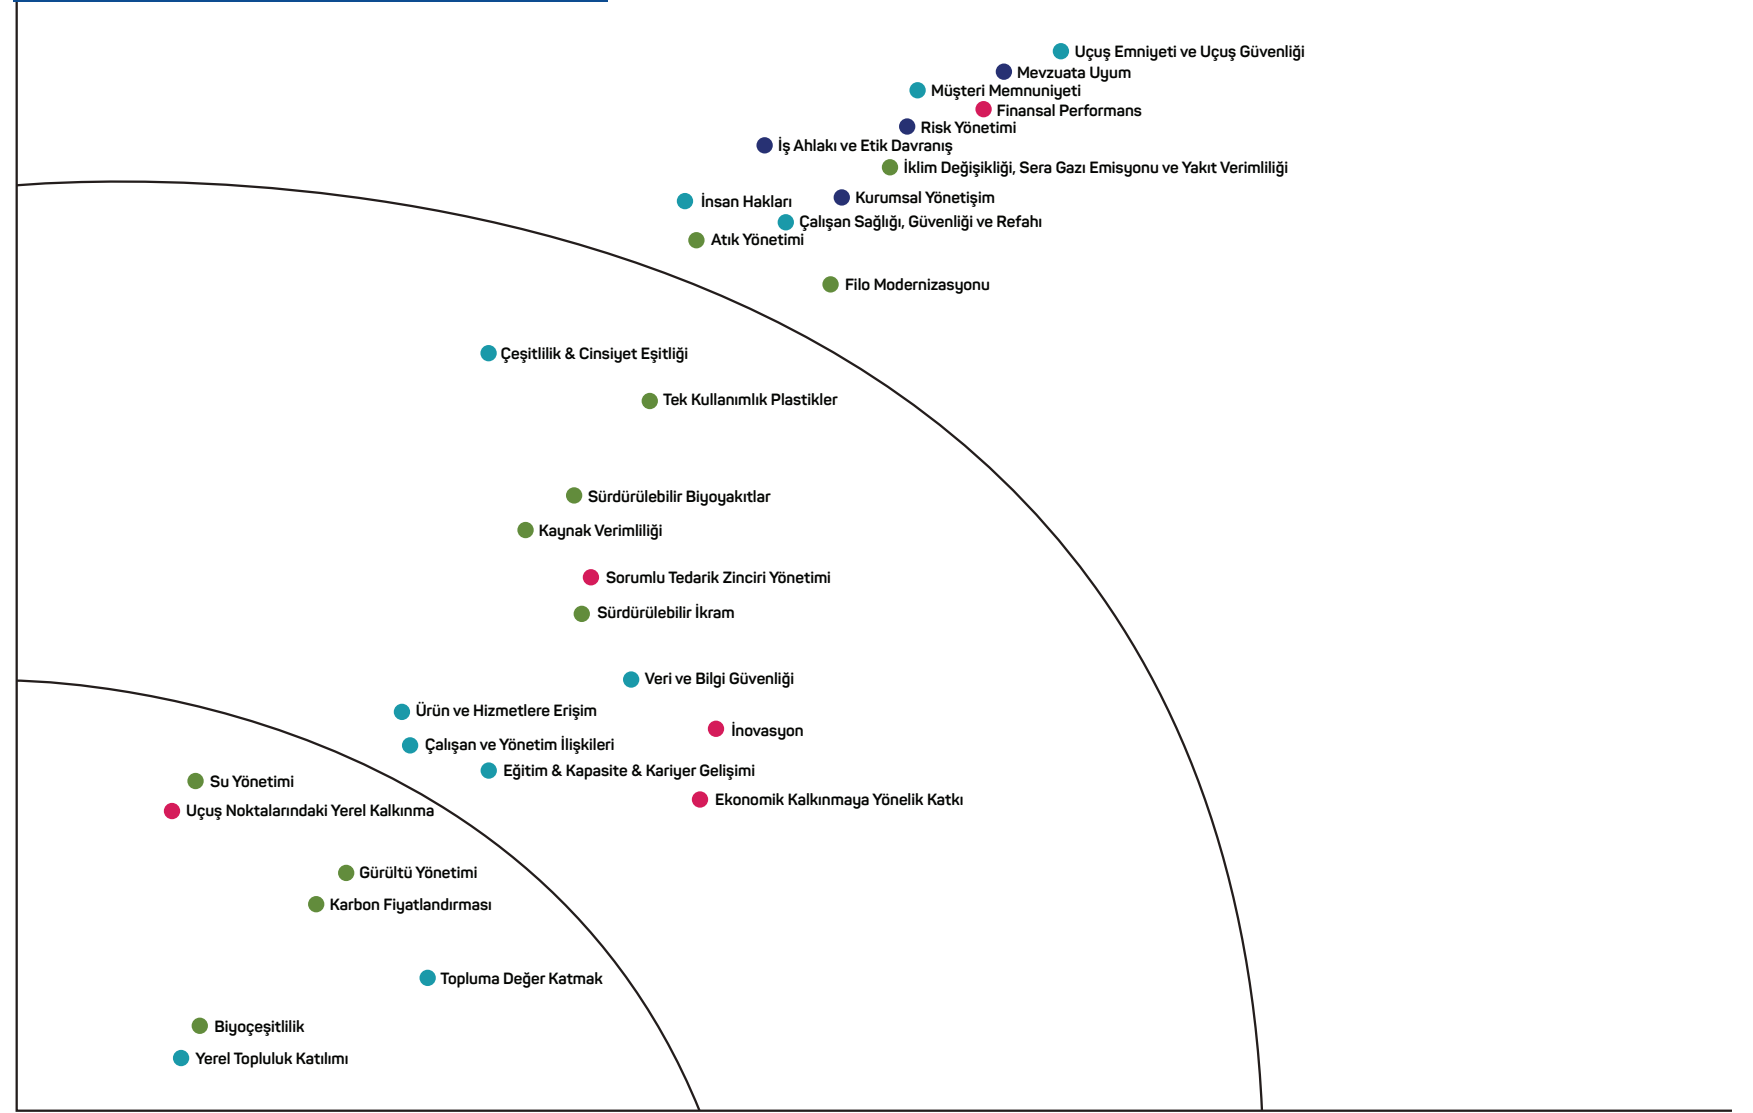 Uçuş Emniyeti ve Uçuş Güvenliği
Mevzuata Uyum
Müşteri Memnuniyeti
Finansal Performans
Risk Yönetimi
İş Ahlakı ve Etik Davranış
İklim Değişikliği, Sera Gazı Emisyonu ve Yakıt Verimliliği
Kurumsal Yönetişim
İnsan Hakları
Çalışan Sağlığı, Güvenliği ve Refahı
Atık Yönetimi
Filo Modernizasyonu
Çeşitlilik & Cinsiyet Eşitliği
Tek Kullanımlık Plastikler
Sürdürülebilir Biyoyakıtlar
Kaynak Verimliliği
Sorumlu Tedarik Zinciri Yönetimi
Sürdürülebilir İkram
Veri ve Bilgi Güvenliği
Ürün ve Hizmetlere Erişim
İnovasyon
Çalışan ve Yönetim İlişkileri
Eğitim & Kapasite & Kariyer Gelişimi
Su Yönetimi
Ekonomik Kalkınmaya Yönelik Katkı
Uçuş Noktalarındaki Yerel Kalkınma
Gürültü Yönetimi
Karbon Fiyatlandırması
Topluma Değer Katmak
Biyoçeşitlilik
Yerel Topluluk Katılımı